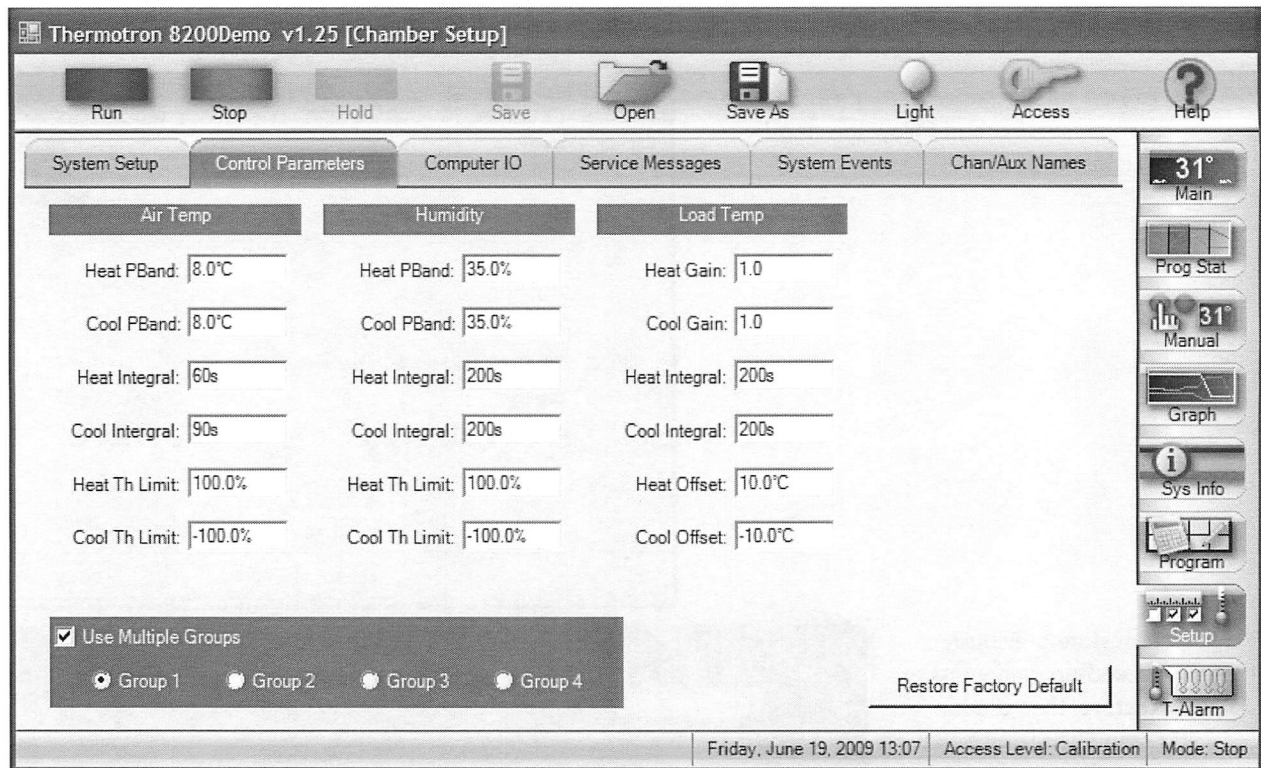 Thermotron 8200Demo v1.25 [Chamber Setup]
Run Stop Hold Save Open Save As Light Access Help
System Setup Control Parameters Computer IO Service Messages System Events Chan/Aux Names
Air Temp Humidity Load Temp
Heat PBand: 8.0°C Heat PBand: 35.0% Heat Gain: 1.0
Cool PBand: 8.0°C Cool PBand: 35.0% Cool Gain: 1.0
Heat Integral: 60s Heat Integral: 200s Heat Integral: 200s
Cool Intergral: 90s Cool Integral: 200s Cool Integral: 200s
Heat Th Limit: 100.0% Heat Th Limit: 100.0% Heat Offset: 10.0°C
Cool Th Limit: -100.0% Cool Th Limit: -100.0% Cool Offset: -10.0°C
Use Multiple Groups
Group 1 Group 2 Group 3 Group 4
Restore Factory Default
31°
Main
Prog Stat
31°
Manual
Graph
i
Sys Info
Program
Setup
T-Alarm
Friday, June 19, 2009 13:07 Access Level: Calibration Mode: Stop